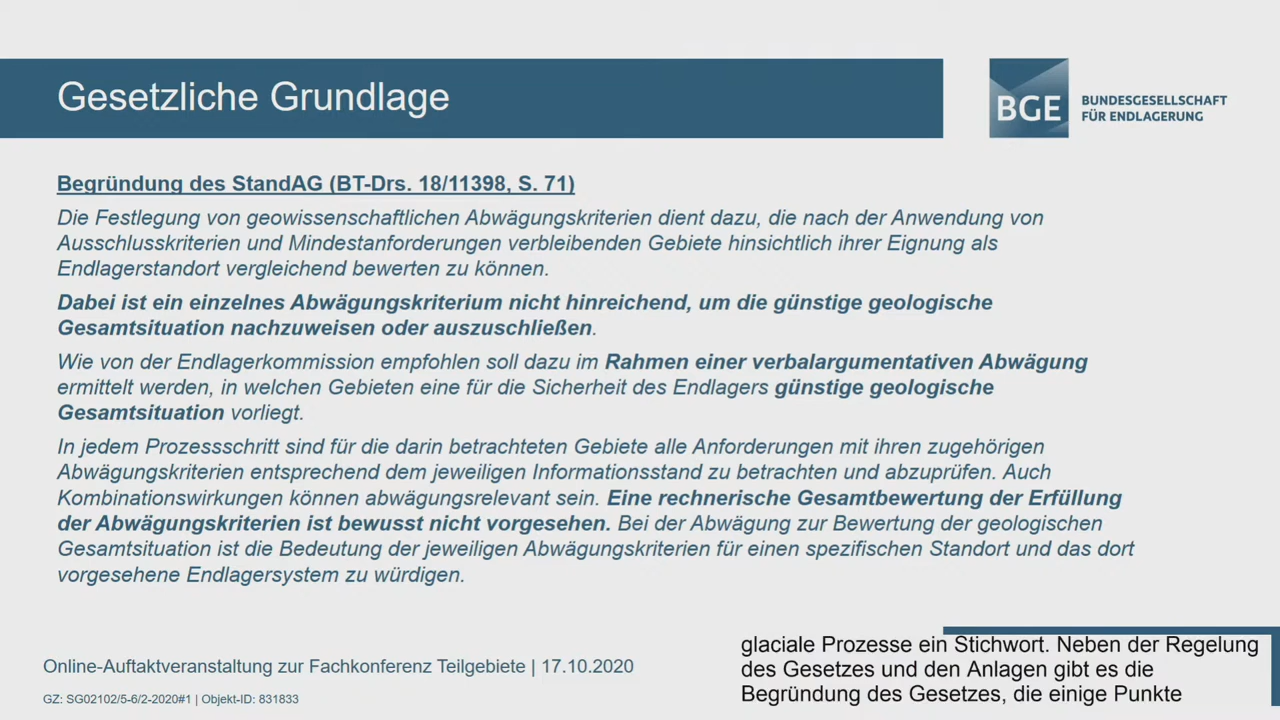 Gesetzliche Grundlage
BGE
BUNDESGESELLSCHAFT
FÜR ENDLAGERUNG
Begründung des StandAG (BT-Drs. 18/11398, S. 71)
Die Festlegung von geowissenschaftlichen Abwägungskriterien dient dazu, die nach der Anwendung von
Ausschlusskriterien und Mindestanforderungen verbleibenden Gebiete hinsichtlich ihrer Eignung als
Endlagerstandort vergleichend bewerten zu können.
Dabei ist ein einzelnes Abwägungskriterium nicht hinreichend, um die günstige geologische
Gesamtsituation nachzuweisen oder auszuschließen.
Wie von der Endlagerkommission empfohlen soll dazu im Rahmen einer verbalargumentativen Abwägung
ermittelt werden, in welchen Gebieten eine für die Sicherheit des Endlagers günstige geologische
Gesamtsituation vorliegt.
In jedem Prozessschritt sind für die darin betrachteten Gebiete alle Anforderungen mit ihren zugehörigen
Abwägungskriterien entsprechend dem jeweiligen Informationsstand zu betrachten und abzuprüfen. Auch
Kombinationswirkungen können abwägungsrelevant sein. Eine rechnerische Gesamtbewertung der Erfüllung
der Abwägungskriterien ist bewusst nicht vorgesehen. Bei der Abwägung zur Bewertung der geologischen
Gesamtsituation ist die Bedeutung der jeweiligen Abwägungskriterien für einen spezifischen Standort und das dort
vorgesehene Endlagersystem zu würdigen.
Online-Auftaktveranstaltung zur Fachkonferenz Teilgebiete | 17.10.2020
GZ: SG02102/5-6/2-2020#1 | Objekt-ID: 831833
glaciale Prozesse ein Stichwort. Neben der Regelung
des Gesetzes und den Anlagen gibt es die
Begründung des Gesetzes, die einige Punkte